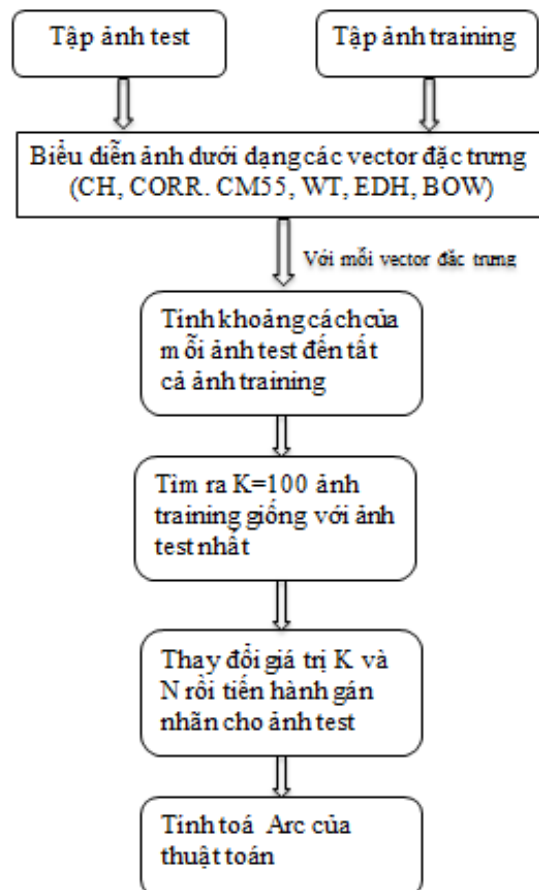 Tập ảnh test
Tập ảnh training
Biểu diễn ảnh dưới dạng các vector đặc trưng
(CH, CORR. CM55, WT, EDH, BOW)
Với mỗi vector đặc trưng
Tính khoảng cách của
mỗi ảnh test đến tất
cả ảnh training
Tìm ra K=100 ảnh
training giống với ảnh
test nhất
Thay đổi giá trị K và
N rồi tiến hành gán
nhãn cho ảnh test
Tính toá Arc của
thuật toán